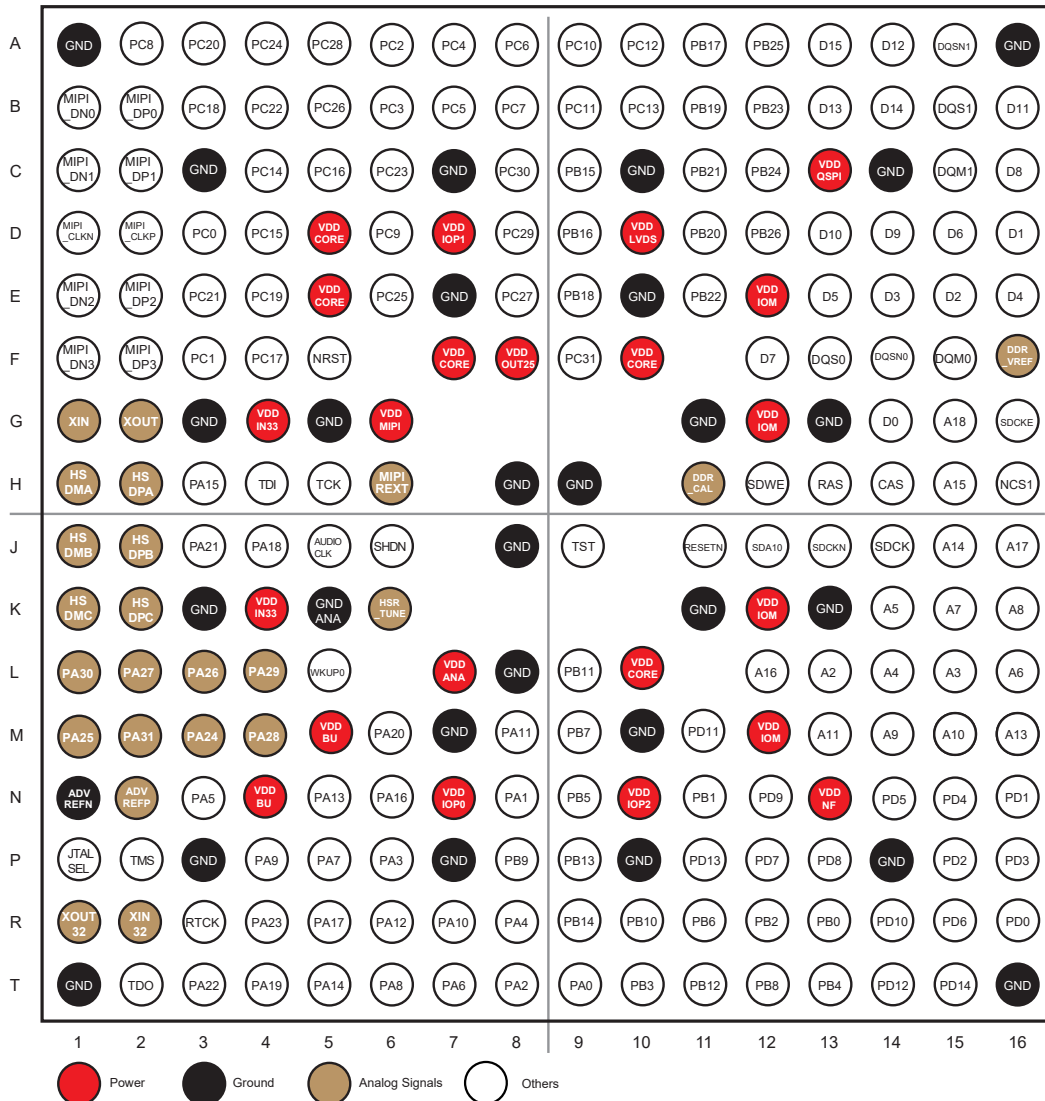 A GND PC8 PC20 PC24 PC28 PC2 PC4 PC6 PC10 PC12 PB17 PB25 D15 D12 DQSN1 GND
B MIPI_DN0 MIPI_DP0 PC18 PC22 PC26 PC3 PC5 PC7 PC11 PC13 PB19 PB23 D13 D14 DQS1 D11
C MIPI_DN1 MIPI_DP1 GND PC14 PC16 PC23 GND PC30 PB15 GND PB21 PB24 VDD QSPI GND DQM1 D8
D MIPI_CLKN MIPI_CLKP PC0 PC15 VDD CORE PC9 VDD IOP1 PC29 PB16 VDD LVDS PB20 PB26 D10 D9 D6 D1
E MIPI_DN2 MIPI_DP2 PC21 PC19 VDD CORE PC25 GND PC27 PB18 GND PB22 VDD IOM D5 D3 D2 D4
F MIPI_DN3 MIPI_DP3 PC1 PC17 NRST VDD CORE VDD OUT25 PC31 VDD CORE D7 DQS0 DQSN0 DQM0 DDR_VREF
G XIN XOUT GND VDD IN33 GND VDD MIPI GND VDD IOM GND D0 A18 SDCKE
H HS DMA HS DPA PA15 TDI TCK MIPI REXT GND GND DDR_CAL SDWE RAS CAS A15 NCS1
J HS DMB HS DPB PA21 PA18 AUDIO CLK SHDN GND TST RESETN SDA10 SDCKN SDCK A14 A17
K HS DMC HS DPC GND VDD IN33 GND ANA HSR_TUNE GND VDD IOM GND A5 A7 A8
L PA30 PA27 PA26 PA29 WKUP0 VDD ANA GND PB11 VDD CORE A16 A2 A4 A3 A6
M PA25 PA31 PA24 PA28 VDD BU PA20 GND PA11 PB7 GND PD11 VDD IOM A11 A9 A10 A13
N ADV REFN ADV REFP PA5 VDD BU PA13 PA16 VDD IOP0 PA1 PB5 VDD IOP2 PB1 PD9 VDD NF PD5 PD4 PD1
P JTAL SEL TMS GND PA9 PA7 PA3 GND PB9 PB13 GND PD13 PD7 PD8 GND PD2 PD3
R XOUT 32 XIN 32 RTCK PA23 PA17 PA12 PA10 PA4 PB14 PB10 PB6 PB2 PB0 PD10 PD6 PD0
T GND TDO PA22 PA19 PA14 PA8 PA6 PA2 PA0 PB3 PB12 PB8 PB4 PD12 PD14 GND
1 2 3 4 5 6 7 8 9 10 11 12 13 14 15 16
Power Ground Analog Signals Others